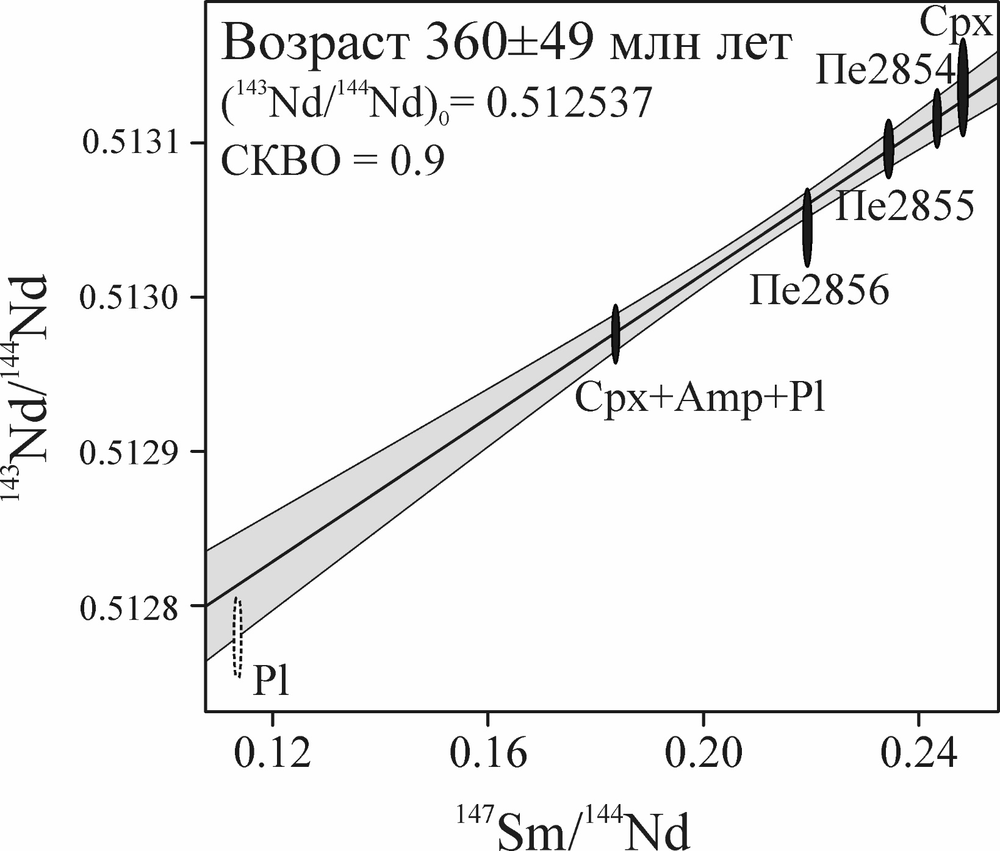 Возраст 360±49 млн лет
(¹⁴³Nd/¹⁴⁴Nd)₀= 0.512537
СКВО = 0.9
Cpx
Пе2854
Пе2855
Пе2856
Cpx+Amp+Pl
Pl
0.5131
0.5130
0.5129
0.5128
¹⁴³Nd/¹⁴⁴Nd
0.12 0.16 0.20 0.24
¹⁴⁷Sm/¹⁴⁴Nd